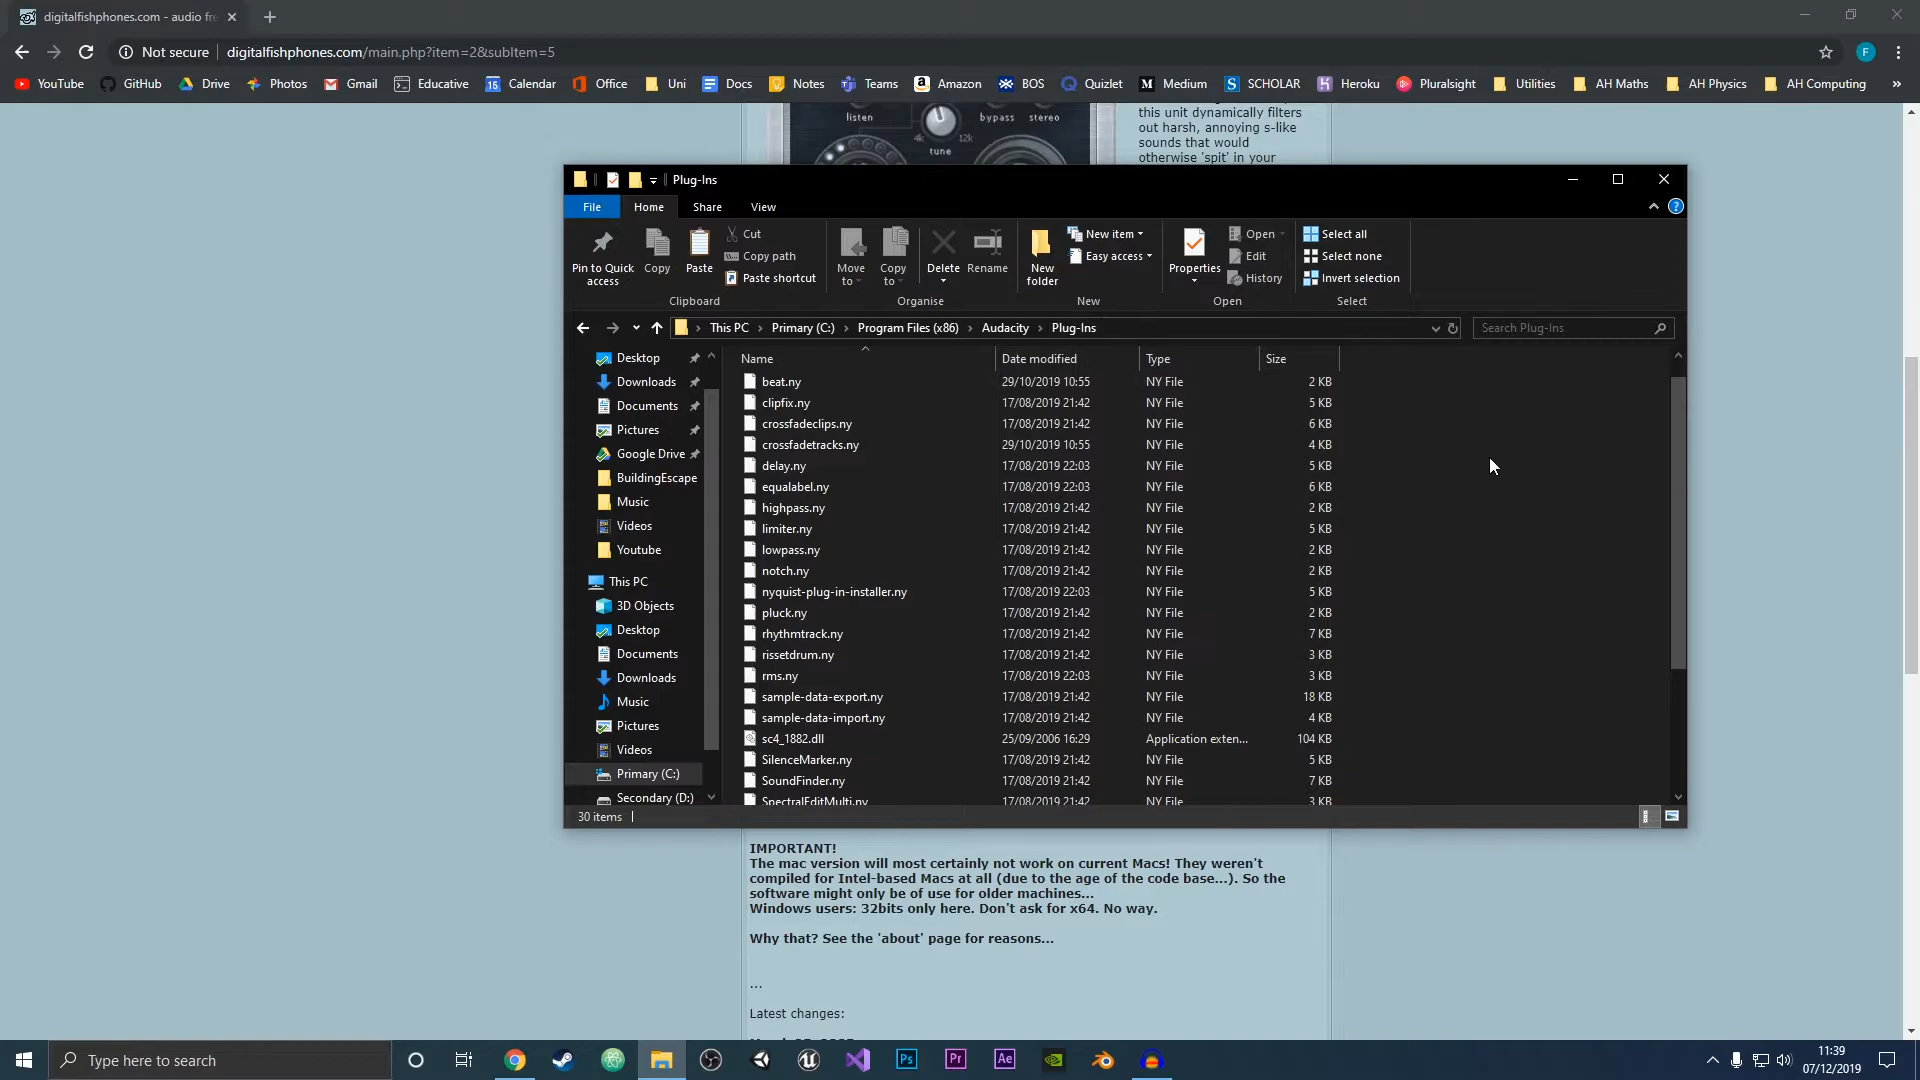 digitalfishphones.com - audio fre
Not secure digitalfishphones.com/main.php?item=2&subItem=5
YouTube GitHub Drive Photos Gmail Educative Calendar Office Uni Docs Notes Teams Amazon BOS Quizlet Medium SCHOLAR Heroku Pluralsight Utilities AH Maths AH Physics AH Computing »
listen bypass stereo
4k 12k
tune
this unit dynamically filters
out harsh, annoying s-like
sounds that would
otherwise 'spit' in your
Plug-Ins
File Home Share View
Pin to Quick access
Copy
Paste
Cut
Copy path
Paste shortcut
Clipboard
Move to
Copy to
Delete
Rename
Organise
New folder
New item
Easy access
New
Properties
Open
Edit
History
Open
Select all
Select none
Invert selection
Select
This PC › Primary (C:) › Program Files (x86) › Audacity › Plug-Ins
Search Plug-Ins
Desktop
Downloads
Documents
Pictures
Google Drive
BuildingEscape
Music
Videos
Youtube
This PC
3D Objects
Desktop
Documents
Downloads
Music
Pictures
Videos
Primary (C:)
Secondary (D:)
Name Date modified Type Size
beat.ny 29/10/2019 10:55 NY File 2 KB
clipfix.ny 17/08/2019 21:42 NY File 5 KB
crossfadeclips.ny 17/08/2019 21:42 NY File 6 KB
crossfadetracks.ny 29/10/2019 10:55 NY File 4 KB
delay.ny 17/08/2019 22:03 NY File 5 KB
equalabel.ny 17/08/2019 22:03 NY File 6 KB
highpass.ny 17/08/2019 21:42 NY File 2 KB
limiter.ny 17/08/2019 21:42 NY File 5 KB
lowpass.ny 17/08/2019 21:42 NY File 2 KB
notch.ny 17/08/2019 21:42 NY File 2 KB
nyquist-plug-in-installer.ny 17/08/2019 22:03 NY File 5 KB
pluck.ny 17/08/2019 21:42 NY File 2 KB
rhythmtrack.ny 17/08/2019 21:42 NY File 7 KB
rissetdrum.ny 17/08/2019 21:42 NY File 3 KB
rms.ny 17/08/2019 22:03 NY File 3 KB
sample-data-export.ny 17/08/2019 21:42 NY File 18 KB
sample-data-import.ny 17/08/2019 21:42 NY File 4 KB
sc4_1882.dll 25/09/2006 16:29 Application exten... 104 KB
SilenceMarker.ny 17/08/2019 21:42 NY File 5 KB
SoundFinder.ny 17/08/2019 21:42 NY File 7 KB
SpectralEditMulti.ny 17/08/2019 21:42 NY File 3 KB
30 items
IMPORTANT!
The mac version will most certainly not work on current Macs! They weren't
compiled for Intel-based Macs at all (due to the age of the code base...). So the
software might only be of use for older machines...
Windows users: 32bits only here. Don't ask for x64. No way.
Why that? See the 'about' page for reasons...
...
Latest changes:
Type here to search
Ps Pr Ae
11:39
07/12/2019